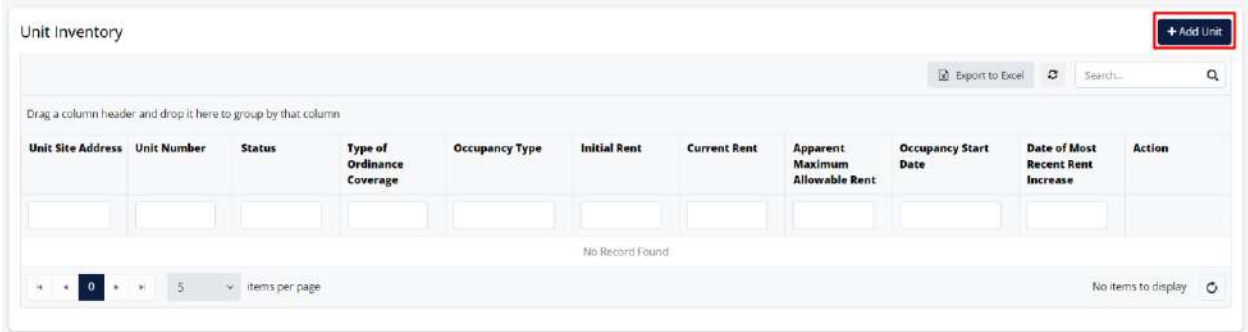 Unit Inventory
+ Add Unit
Export to Excel
Search...
Drag a column header and drop it here to group by that column
Unit Site Address Unit Number Status Type of Ordinance Coverage Occupancy Type Initial Rent Current Rent Apparent Maximum Allowable Rent Occupancy Start Date Date of Most Recent Rent Increase Action
No Record Found
0 5 items per page No items to display